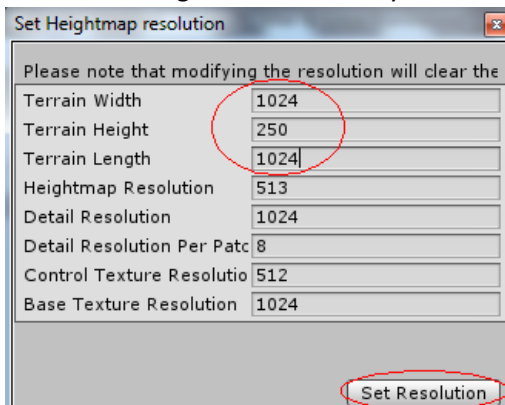 Set Heightmap resolution
Please note that modifying the resolution will clear the
Terrain Width 1024
Terrain Height 250
Terrain Length 1024
Heightmap Resolution 513
Detail Resolution 1024
Detail Resolution Per Patc 8
Control Texture Resolutio 512
Base Texture Resolution 1024
Set Resolution